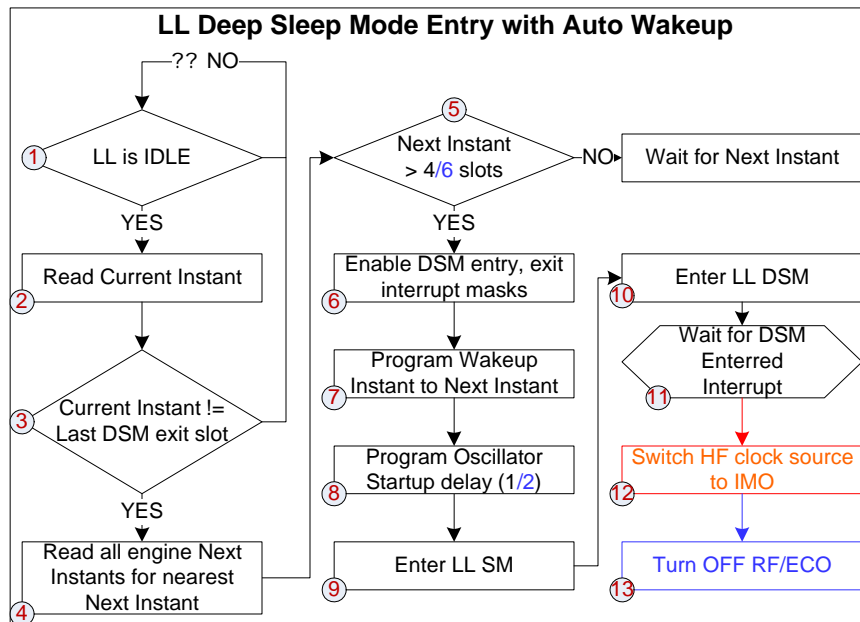 LL Deep Sleep Mode Entry with Auto Wakeup
?? NO
1
LL is IDLE
YES
2
Read Current Instant
3
Current Instant !=
Last DSM exit slot
YES
4
Read all engine Next
Instants for nearest
Next Instant
5
Next Instant
> 4/6 slots
NO
Wait for Next Instant
YES
6
Enable DSM entry, exit
interrupt masks
7
Program Wakeup
Instant to Next Instant
8
Program Oscillator
Startup delay (1/2)
9
Enter LL SM
10
Enter LL DSM
11
Wait for DSM
Enterred
Interrupt
12
Switch HF clock source
to IMO
13
Turn OFF RF/ECO